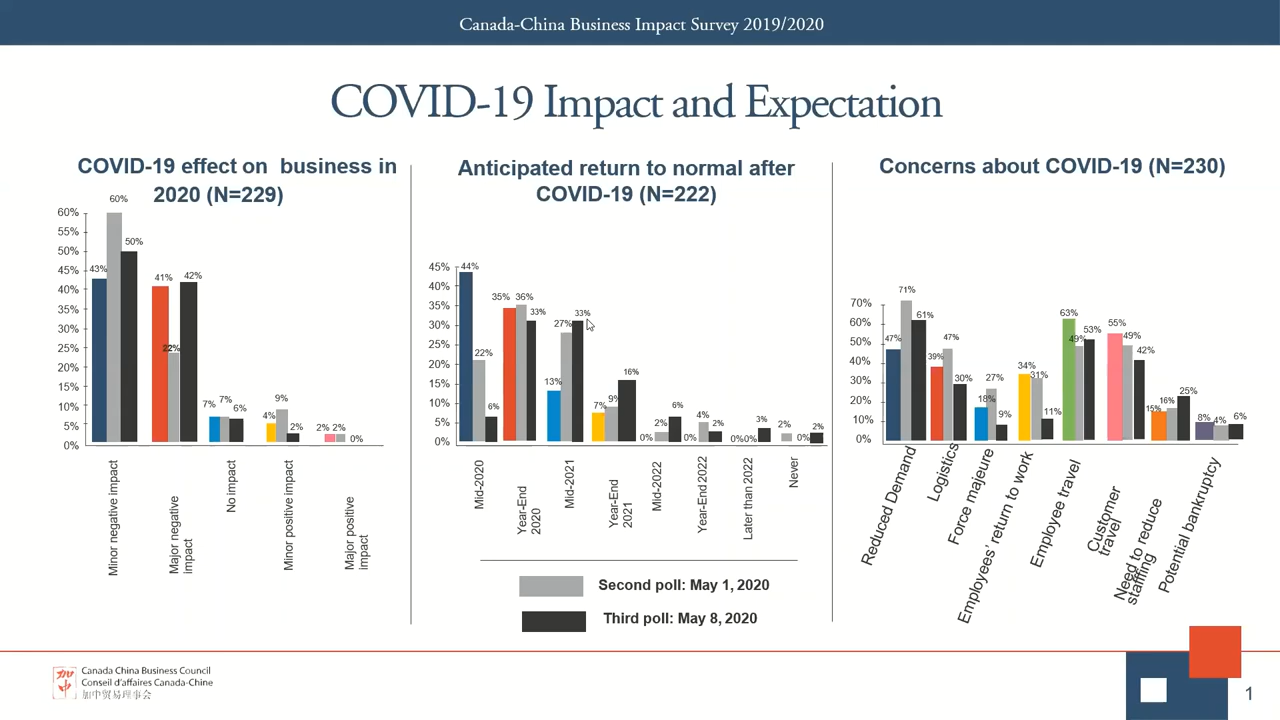 Canada-China Business Impact Survey 2019/2020
COVID-19 Impact and Expectation
COVID-19 effect on business in
2020 (N=229)
60%
55%
50%
45%
40%
35%
30%
25%
20%
15%
10%
5%
0%
43%
60%
50%
41%
22%
42%
7%
7%
6%
4%
9%
2%
2%
2%
0%
Minor negative impact
Major negative
impact
No impact
Minor positive impact
Major positive
impact
Anticipated return to normal after
COVID-19 (N=222)
45%
40%
35%
30%
25%
20%
15%
10%
5%
0%
44%
22%
6%
35%
36%
33%
13%
27%
33%
7%
9%
16%
0%
2%
6%
0%
4%
2%
0%
0%
3%
2%
0%
2%
Mid-2020
Year-End
2020
Mid-2021
Year-End
2021
Mid-2022
Year-End 2022
Later than 2022
Never
Second poll: May 1, 2020
Third poll: May 8, 2020
Concerns about COVID-19 (N=230)
70%
60%
50%
40%
30%
20%
10%
0%
47%
71%
61%
39%
47%
30%
18%
27%
9%
34%
31%
11%
63%
49%
53%
55%
49%
42%
15%
16%
25%
8%
4%
6%
Reduced Demand
Logistics
Force majeure
Employees' return to work
Employee travel
Customer
travel
Need to reduce
staffing
Potential bankruptcy
加
中
Canada China Business Council
Conseil d'affaires Canada-Chine
加中贸易理事会
1